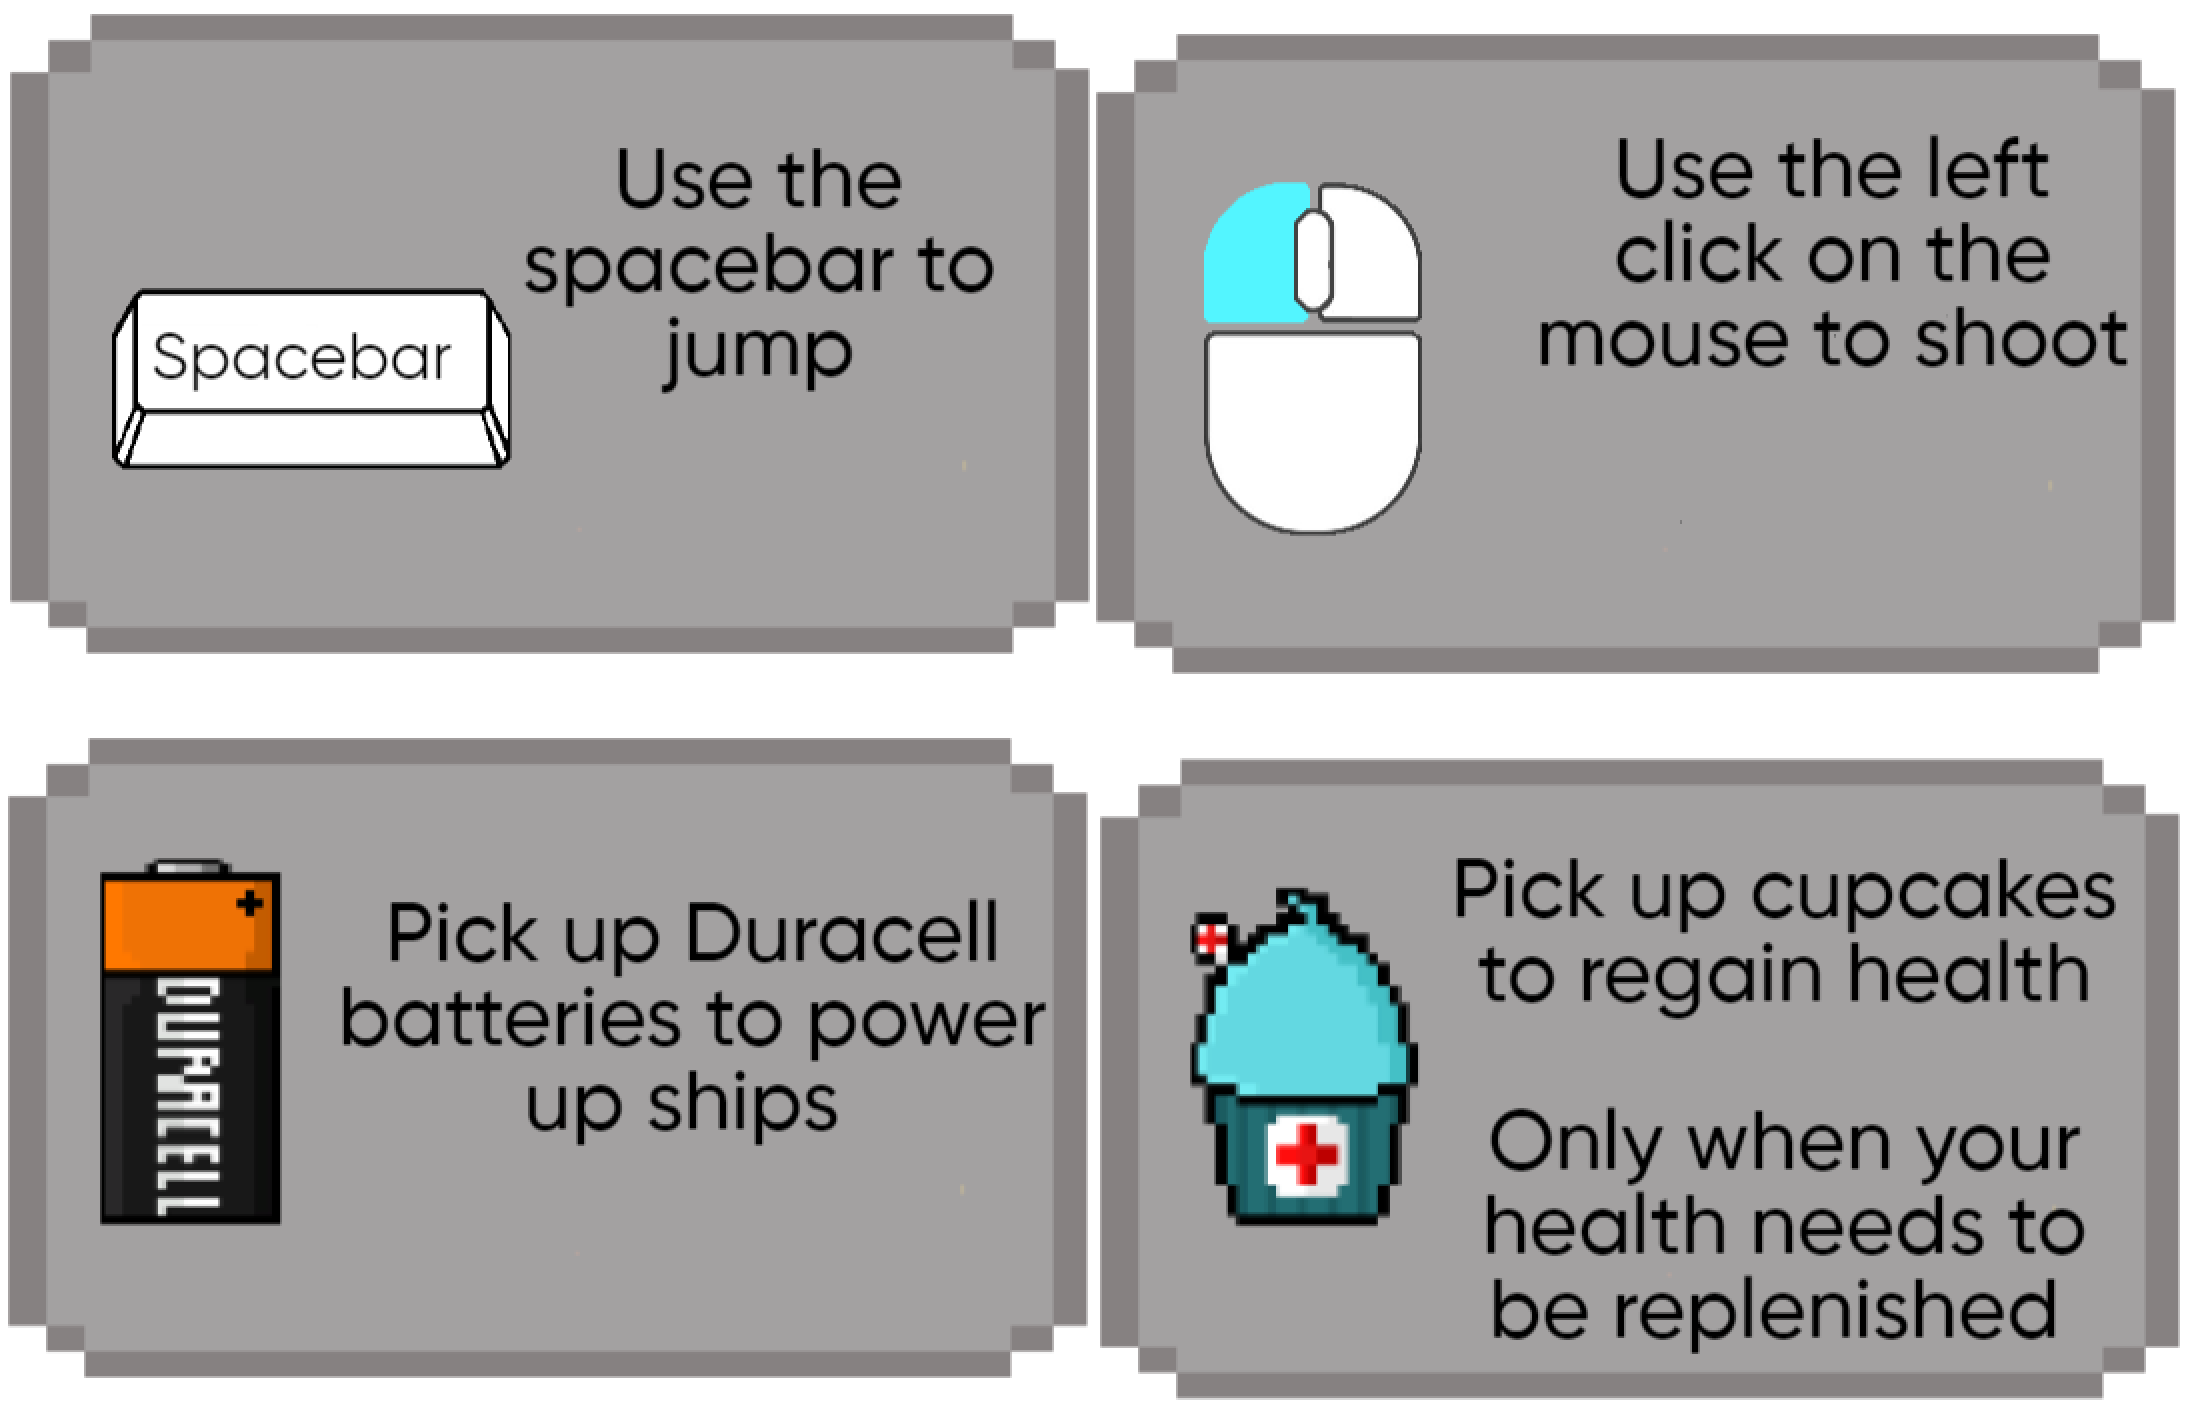 Use the
spacebar to
jump
Spacebar
Use the left
click on the
mouse to shoot
DURACELL
Pick up Duracell
batteries to power
up ships
Pick up cupcakes
to regain health
Only when your
health needs to
be replenished